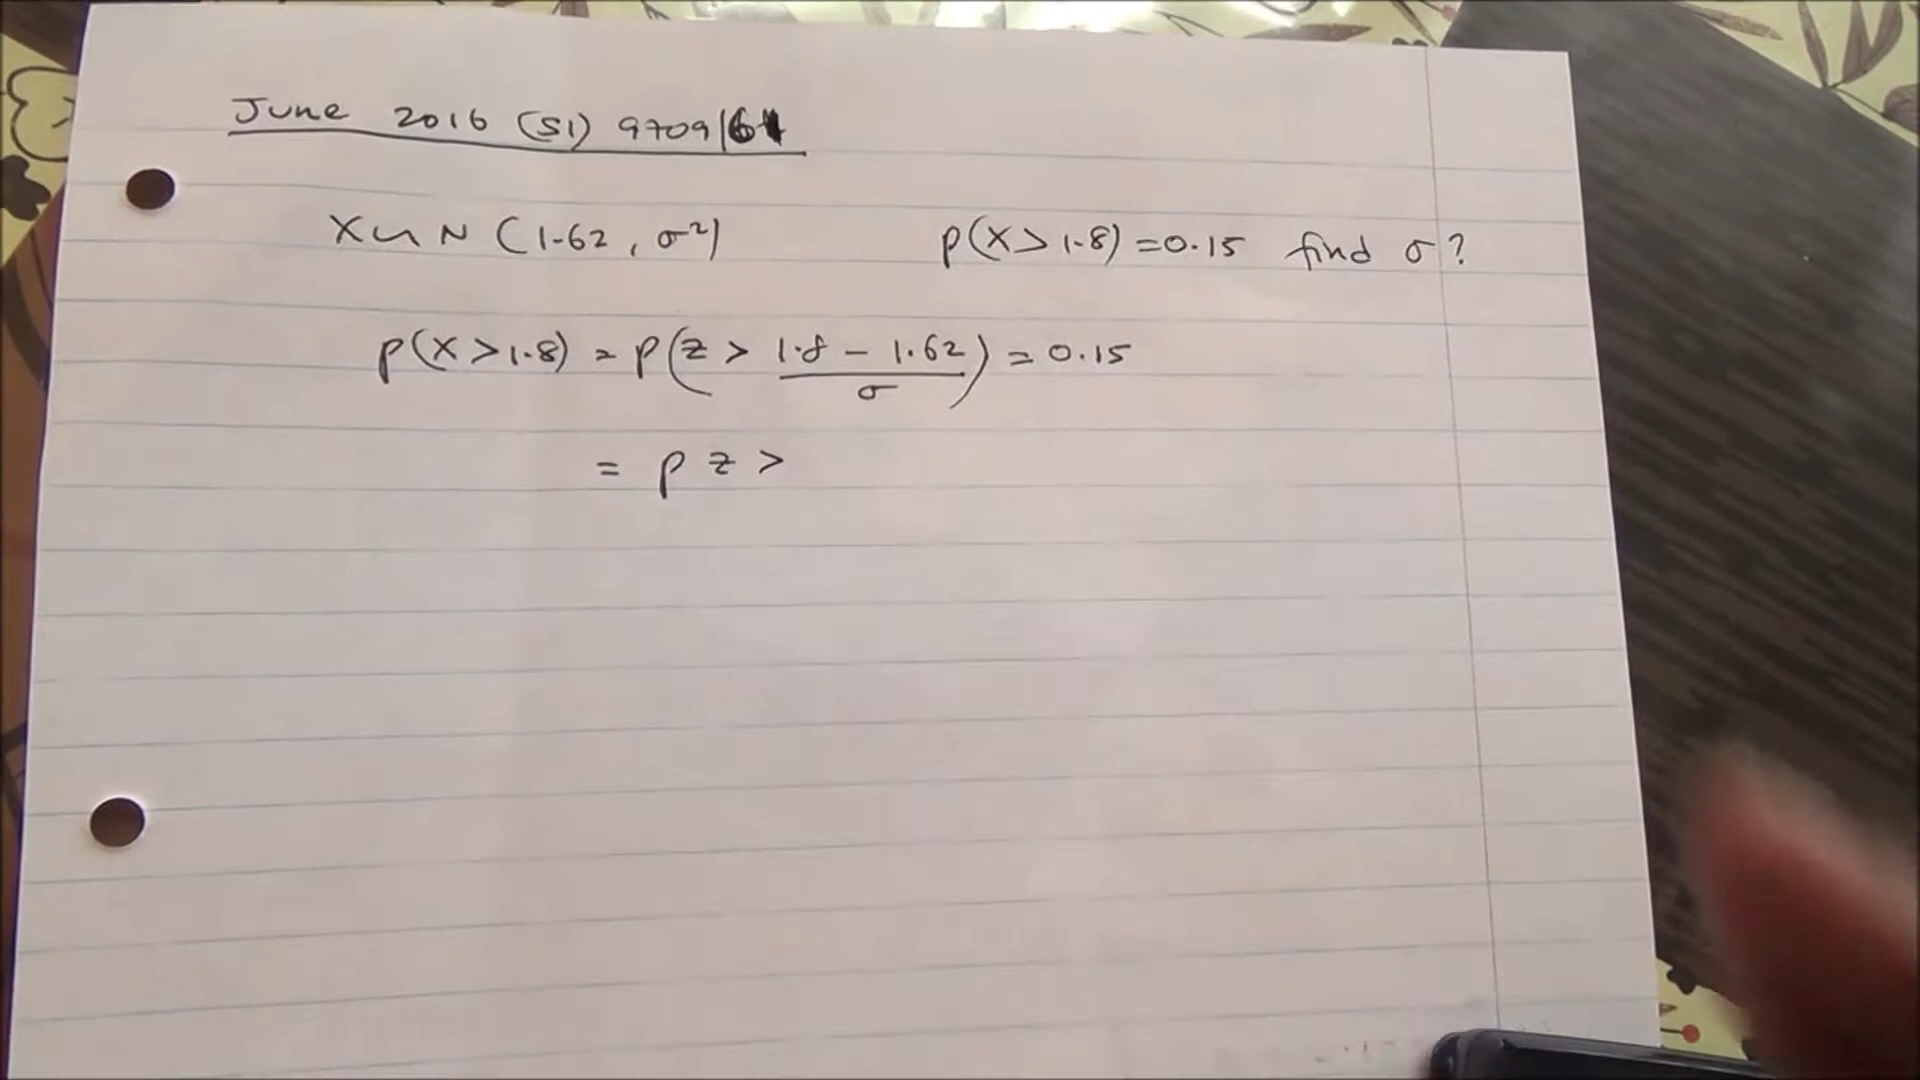 June 2016 (S1) 9709/61
X ~ N (1.62, σ²) P(X > 1.8) = 0.15 find σ?
P(X > 1.8) = P(Z > (1.8 - 1.62)/σ) = 0.15
= P Z >